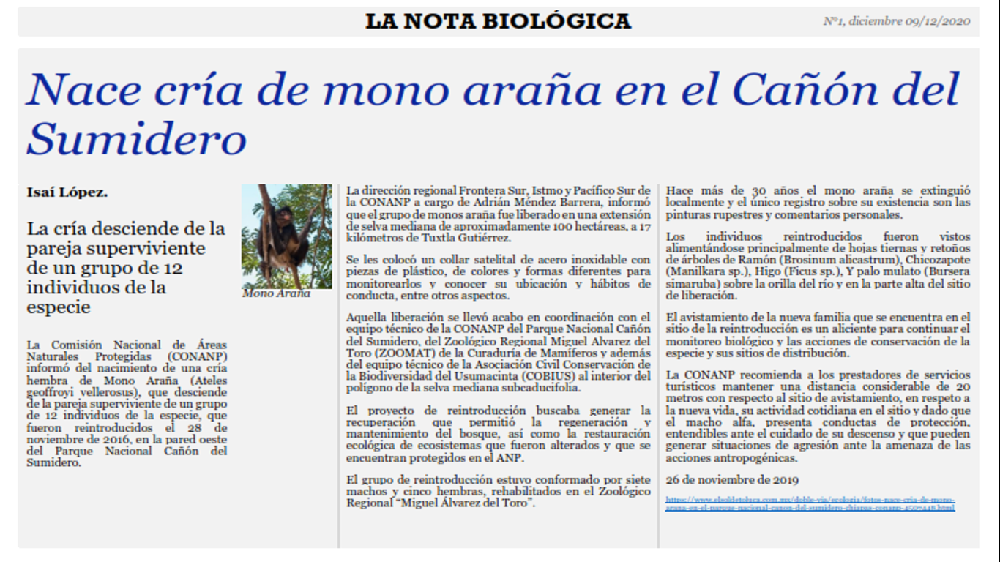 LA NOTA BIOLÓGICA
Nº1, diciembre 09/12/2020
Nace cría de mono araña en el Cañón del
Sumidero
Isaí López.
La cría desciende de la
pareja superviviente
de un grupo de 12
individuos de la
especie
La Comisión Nacional de Áreas
Naturales Protegidas (CONANP)
informó del nacimiento de una cría
hembra de Mono Araña (Ateles
geoffroyi vellerosus), que desciende
de la pareja superviviente de un grupo
de 12 individuos de la especie, que
fueron reintroducidos el 28 de
noviembre de 2016, en la pared oeste
del Parque Nacional Cañón del
Sumidero.
Mono Araña
La dirección regional Frontera Sur, Istmo y Pacífico Sur de
la CONANP a cargo de Adrián Méndez Barrera, informó
que el grupo de monos araña fue liberado en una extensión
de selva mediana de aproximadamente 100 hectáreas, a 17
kilómetros de Tuxtla Gutiérrez.
Se les colocó un collar satelital de acero inoxidable con
piezas de plástico, de colores y formas diferentes para
monitorearlos y conocer su ubicación y hábitos de
conducta, entre otros aspectos.
Aquella liberación se llevó acabo en coordinación con el
equipo técnico de la CONANP del Parque Nacional Cañón
del Sumidero, del Zoológico Regional Miguel Alvarez del
Toro (ZOOMAT) de la Curaduría de Mamíferos y además
del equipo técnico de la Asociación Civil Conservación de
la Biodiversidad del Usumacinta (COBIUS) al interior del
polígono de la selva mediana subcaducifolia.
El proyecto de reintroducción buscaba generar la
recuperación que permitió la regeneración y
mantenimiento del bosque, así como la restauración
ecológica de ecosistemas que fueron alterados y que se
encuentran protegidos en el ANP.
El grupo de reintroducción estuvo conformado por siete
machos y cinco hembras, rehabilitados en el Zoológico
Regional “Miguel Álvarez del Toro”.
Hace más de 30 años el mono araña se extinguió
localmente y el único registro sobre su existencia son las
pinturas rupestres y comentarios personales.
Los individuos reintroducidos fueron vistos
alimentándose principalmente de hojas tiernas y retoños
de árboles de Ramón (Brosinum alicastrum), Chicozapote
(Manilkara sp.), Higo (Ficus sp.), Y palo mulato (Bursera
simaruba) sobre la orilla del río y en la parte alta del sitio
de liberación.
El avistamiento de la nueva familia que se encuentra en el
sitio de la reintroducción es un aliciente para continuar el
monitoreo biológico y las acciones de conservación de la
especie y sus sitios de distribución.
La CONANP recomienda a los prestadores de servicios
turísticos mantener una distancia considerable de 20
metros con respecto al sitio de avistamiento, en respeto a
la nueva vida, su actividad cotidiana en el sitio y dado que
el macho alfa, presenta conductas de protección,
entendibles ante el cuidado de su descenso y que pueden
generar situaciones de agresión ante la amenaza de las
acciones antropogénicas.
26 de noviembre de 2019
https://www.elsoldetoluca.com.mx/doble-via/ecologia/fotos-nace-cria-de-mono-
arana-en-el-parque-nacional-canon-del-sumidero-chiapas-conanp-4507448.html